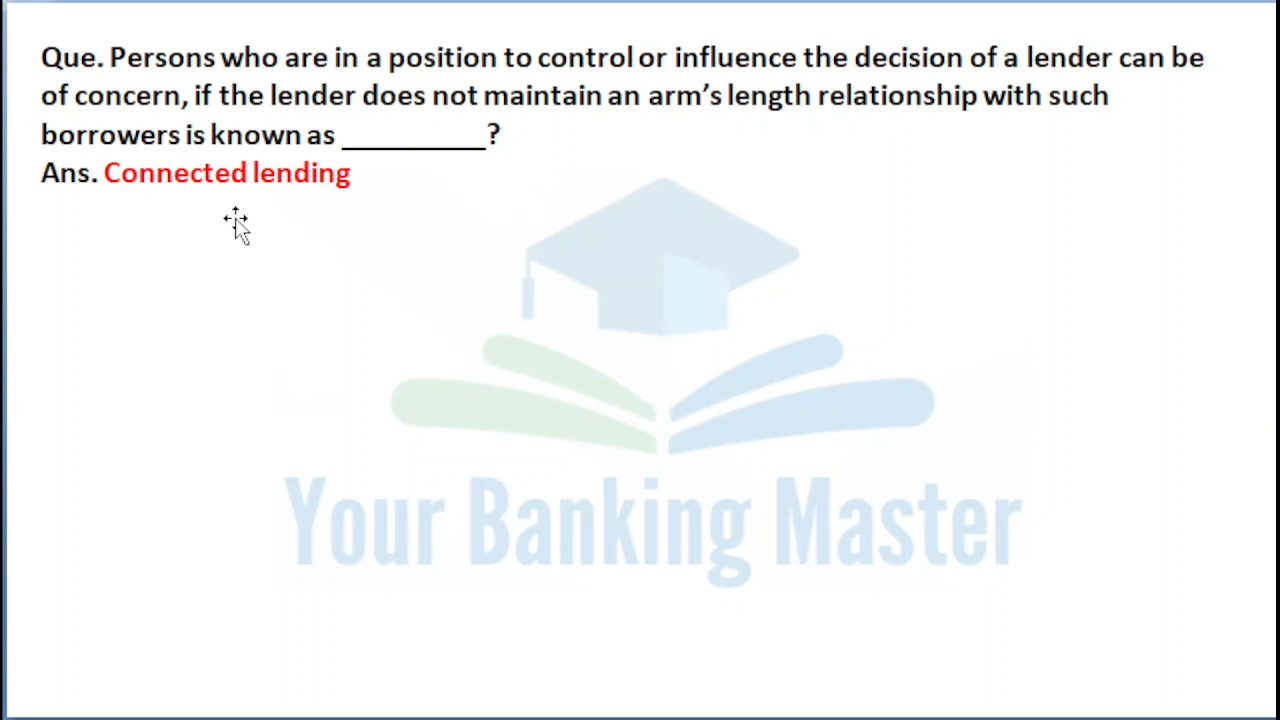 Que. Persons who are in a position to control or influence the decision of a lender can be
of concern, if the lender does not maintain an arm’s length relationship with such
borrowers is known as __________?
Ans. Connected lending
Your Banking Master